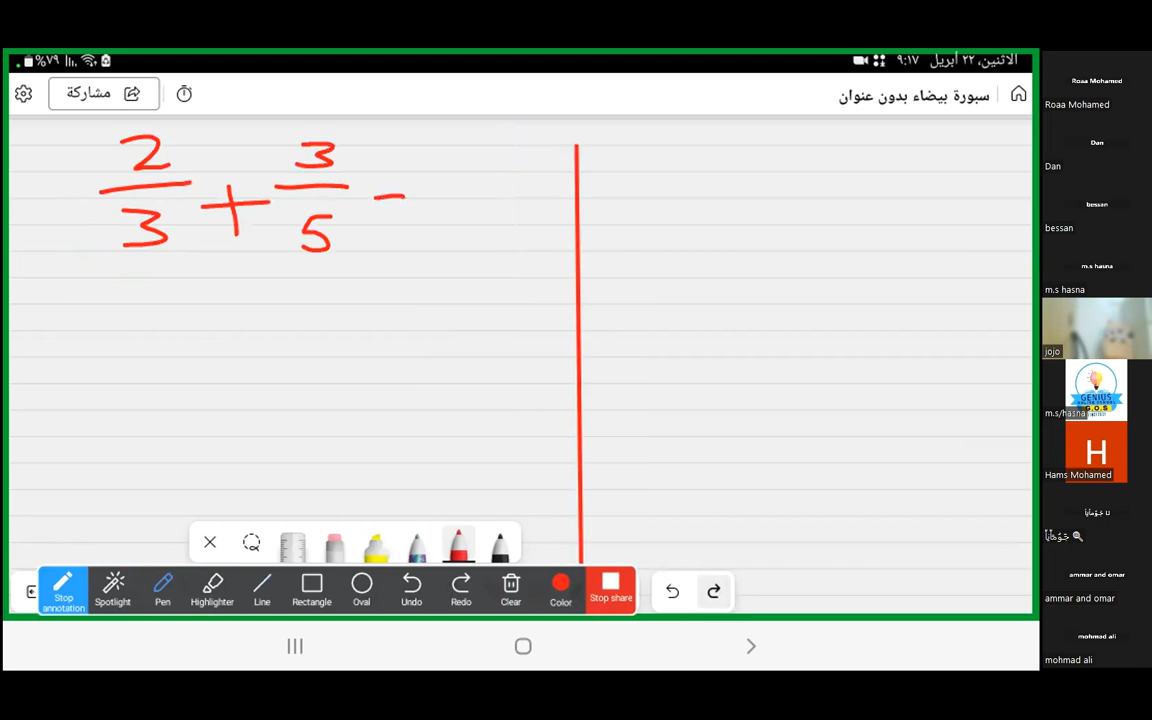 ٧٩%
الاثنين، ٢٢ أبريل ٩:١٧
مشاركة
سبورة بيضاء بدون عنوان
2/3 + 3/5 -
Stop annotation
Spotlight
Pen
Highlighter
Line
Rectangle
Oval
Undo
Redo
Clear
Color
Stop share
Roaa Mohamed
Roaa Mohamed
Dan
Dan
bessan
bessan
m.s hasna
m.s hasna
jojo
GENIUS
G.O.S
m.s/hasna
H
Hams Mohamed
ammar and omar
ammar and omar
mohmad ali
mohmad ali